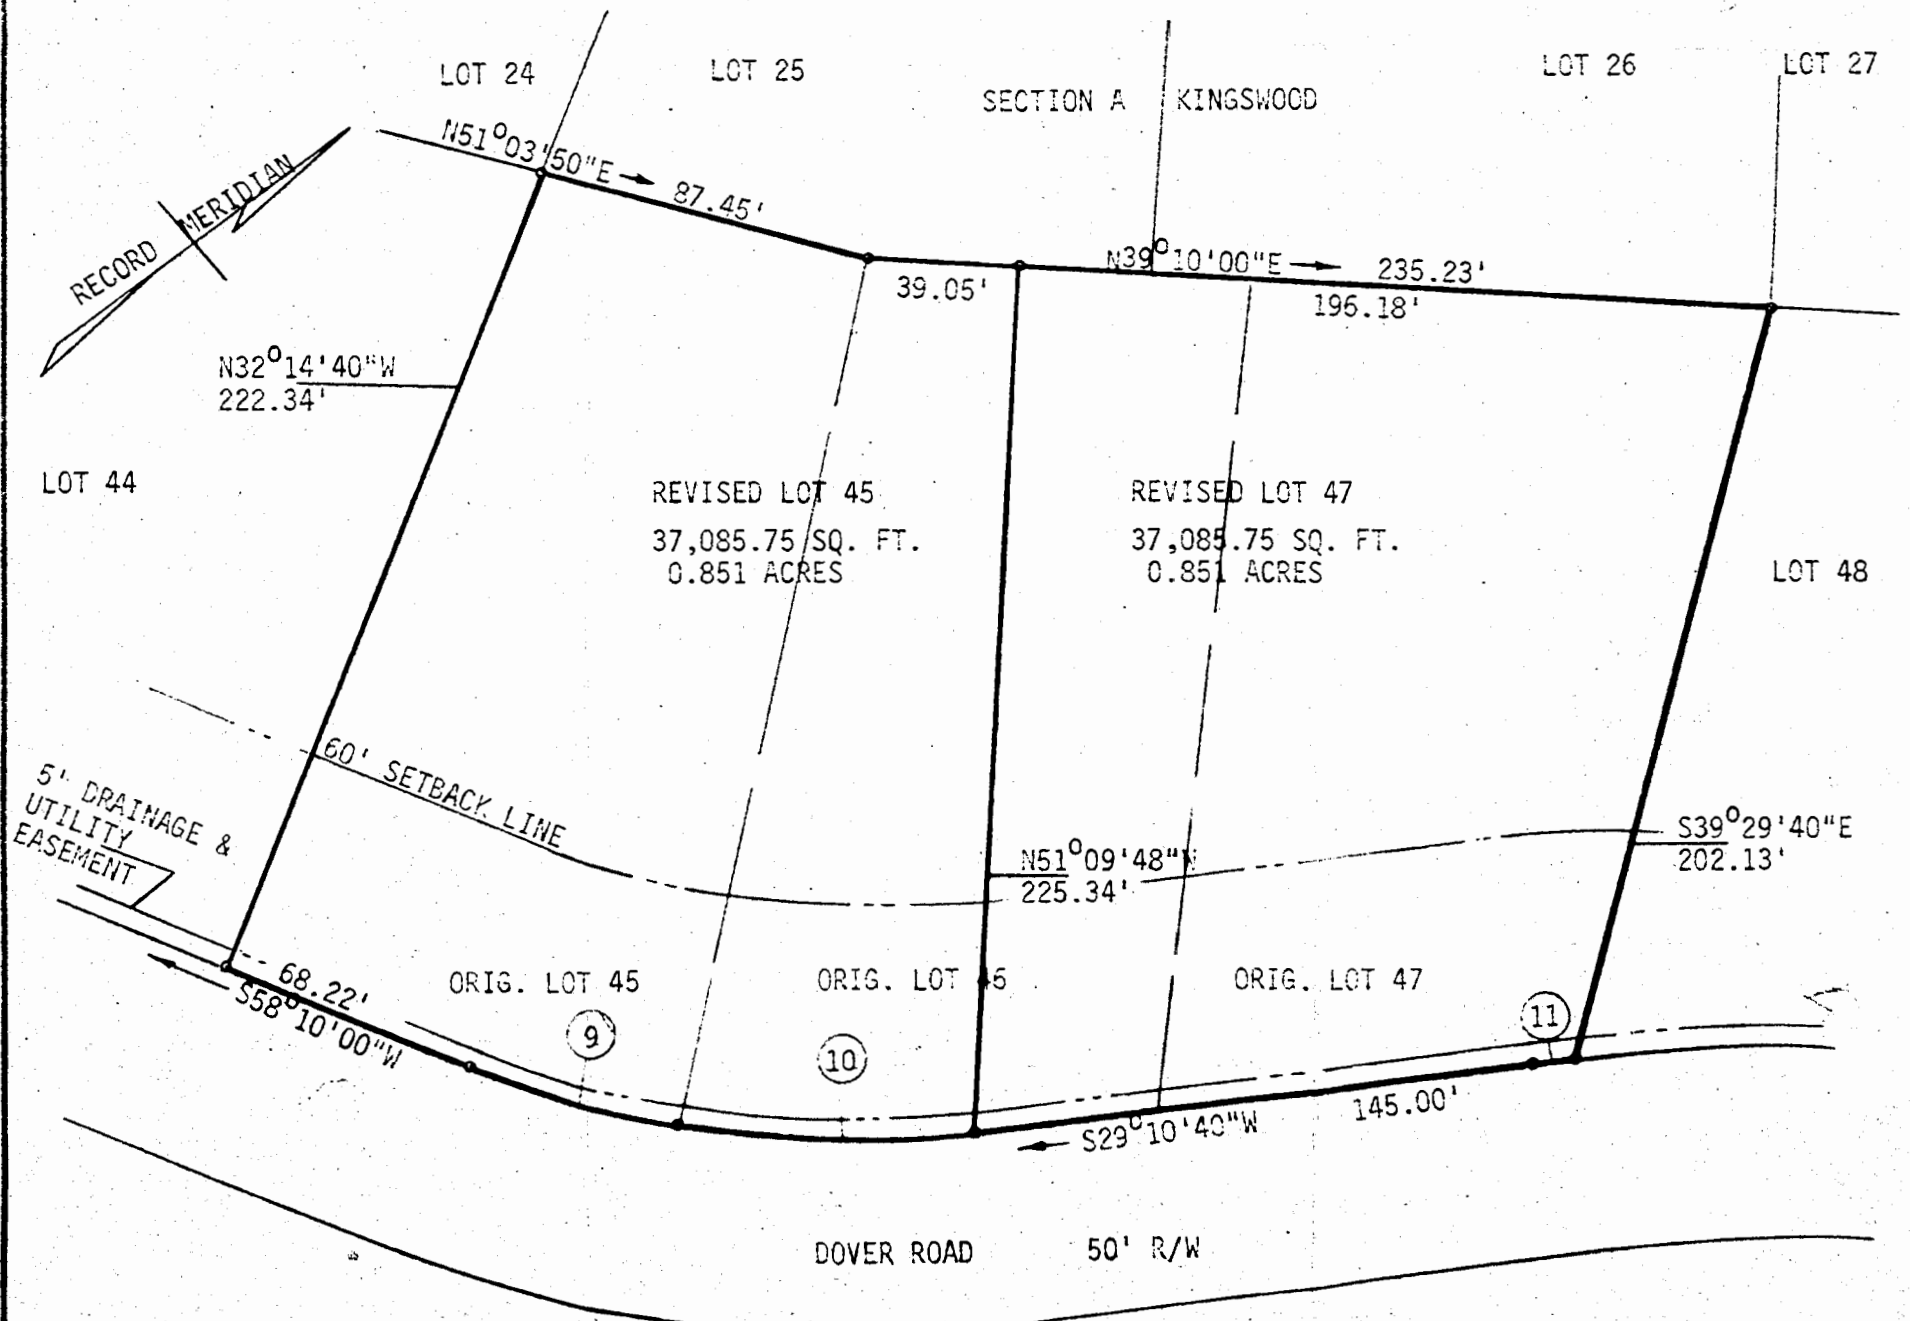 LOT 24
LOT 25
LOT 26
LOT 27
SECTION A KINGSWOOD
N51°03'50"E
87.45'
RECORD MERIDIAN
N39°10'00"E
235.23'
39.05'
196.18'
N32°14'40"W
222.34'
LOT 44
REVISED LOT 45
37,085.75 SQ. FT.
0.851 ACRES
REVISED LOT 47
37,085.75 SQ. FT.
0.851 ACRES
LOT 48
60' SETBACK LINE
5' DRAINAGE &
UTILITY
EASEMENT
N51°09'48"W
225.34'
S39°29'40"E
202.13'
68.22'
S58°10'00"W
ORIG. LOT 45
ORIG. LOT 46
ORIG. LOT 47
9
10
11
S29°10'40"W
145.00'
DOVER ROAD 50' R/W